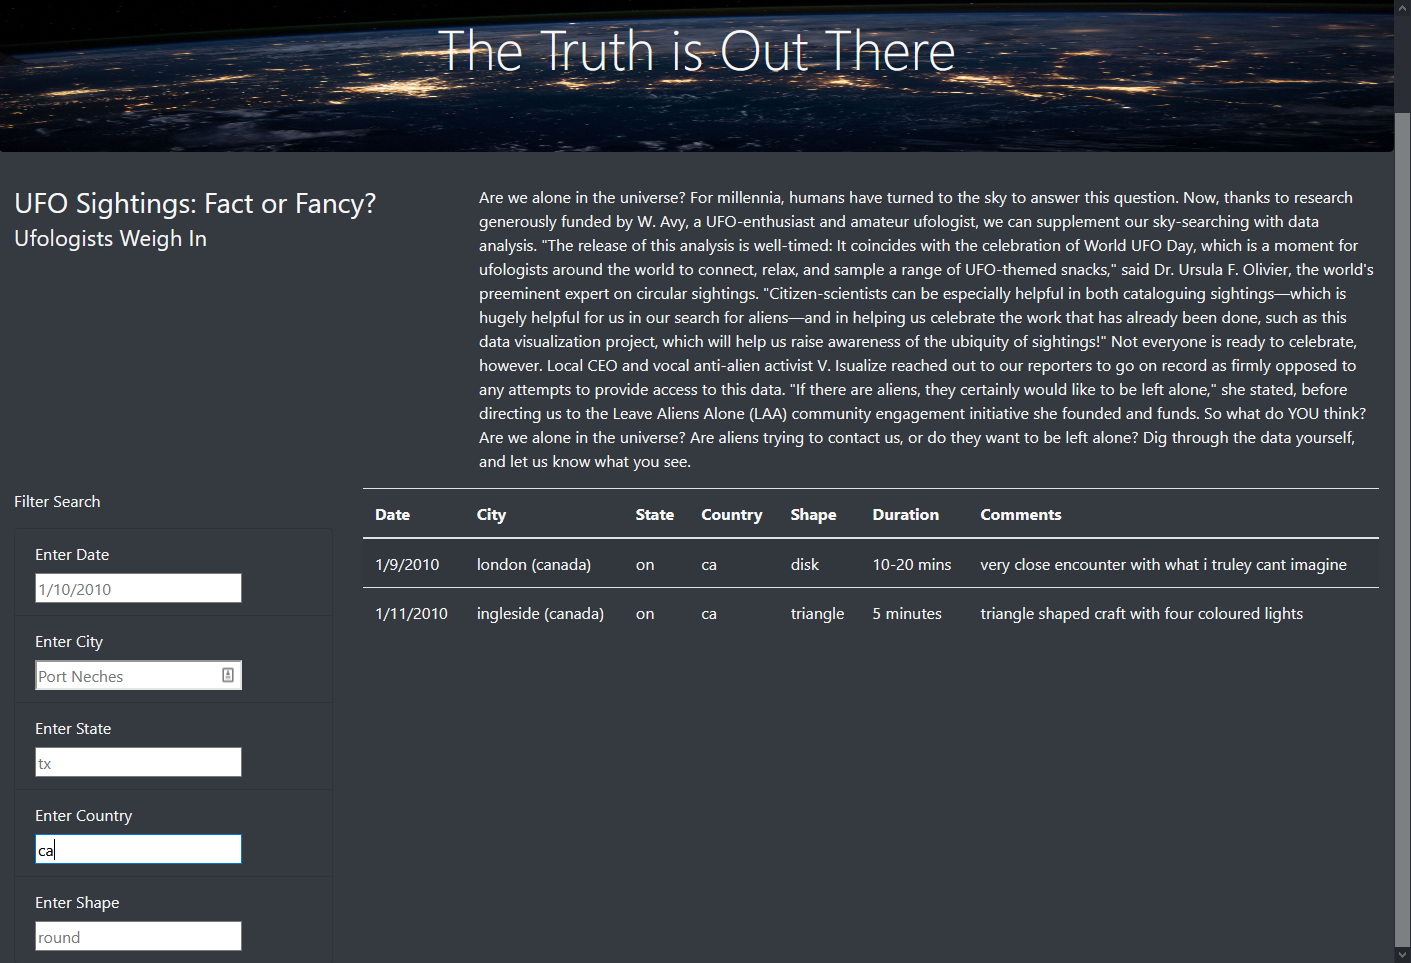 The Truth is Out There
UFO Sightings: Fact or Fancy?
Ufologists Weigh In
Are we alone in the universe? For millennia, humans have turned to the sky to answer this question. Now, thanks to research
generously funded by W. Avy, a UFO-enthusiast and amateur ufologist, we can supplement our sky-searching with data
analysis. "The release of this analysis is well-timed: It coincides with the celebration of World UFO Day, which is a moment for
ufologists around the world to connect, relax, and sample a range of UFO-themed snacks," said Dr. Ursula F. Olivier, the world's
preeminent expert on circular sightings. "Citizen-scientists can be especially helpful in both cataloguing sightings—which is
hugely helpful for us in our search for aliens—and in helping us celebrate the work that has already been done, such as this
data visualization project, which will help us raise awareness of the ubiquity of sightings!" Not everyone is ready to celebrate,
however. Local CEO and vocal anti-alien activist V. Isualize reached out to our reporters to go on record as firmly opposed to
any attempts to provide access to this data. "If there are aliens, they certainly would like to be left alone," she stated, before
directing us to the Leave Aliens Alone (LAA) community engagement initiative she founded and funds. So what do YOU think?
Are we alone in the universe? Are aliens trying to contact us, or do they want to be left alone? Dig through the data yourself,
and let us know what you see.
Filter Search
Enter Date
1/10/2010
Enter City
Port Neches
Enter State
tx
Enter Country
ca
Enter Shape
round
Date City State Country Shape Duration Comments
1/9/2010 london (canada) on ca disk 10-20 mins very close encounter with what i truley cant imagine
1/11/2010 ingleside (canada) on ca triangle 5 minutes triangle shaped craft with four coloured lights